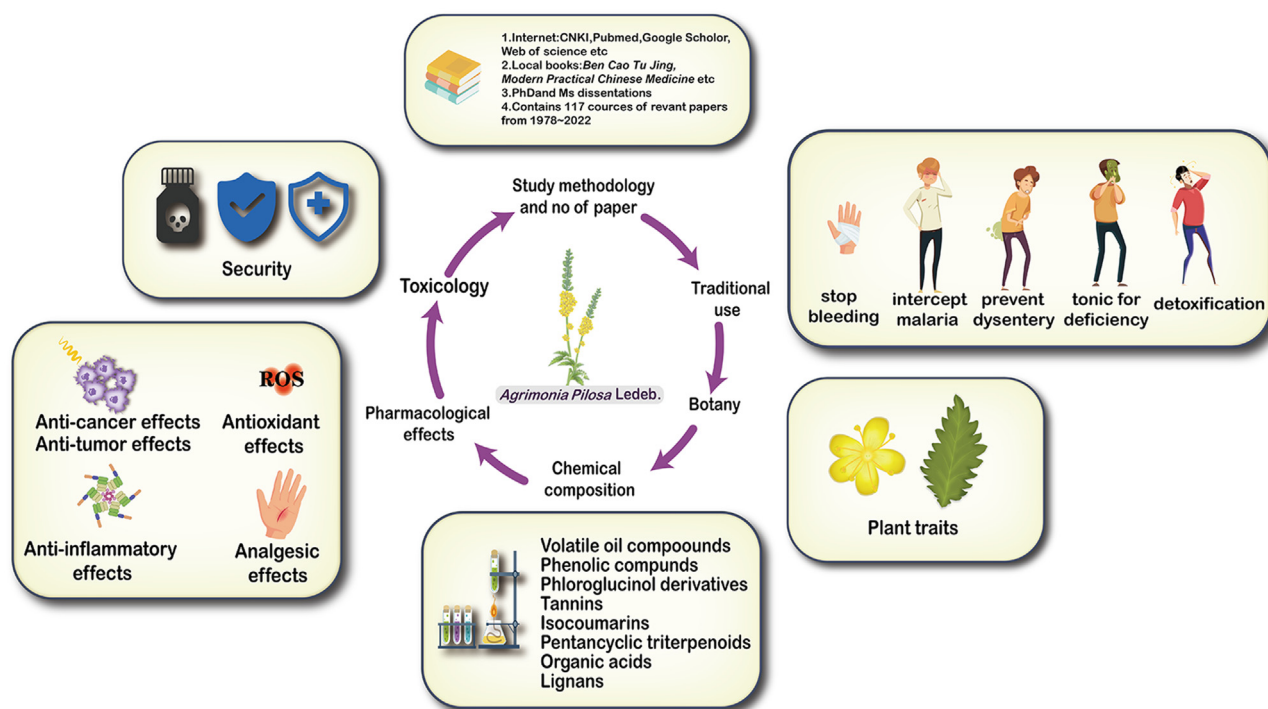 1.Internet:CNKI,Pubmed,Google Scholor,
Web of science etc
2.Local books:Ben Cao Tu Jing,
Modern Practical Chinese Medicine etc
3.PhDand Ms dissentations
4.Contains 117 cources of revant papers
from 1978~2022
Security
Study methodology
and no of paper
Toxicology
Traditional
use
stop
bleeding
intercept
malaria
prevent
dysentery
tonic for
deficiency
detoxification
Agrimonia Pilosa Ledeb.
Pharmacological
effects
Botany
Chemical
composition
ROS
Anti-cancer effects
Anti-tumor effects
Antioxidant
effects
Anti-inflammatory
effects
Analgesic
effects
Plant traits
Volatile oil compoounds
Phenolic compunds
Phloroglucinol derivatives
Tannins
Isocoumarins
Pentancyclic triterpenoids
Organic acids
Lignans